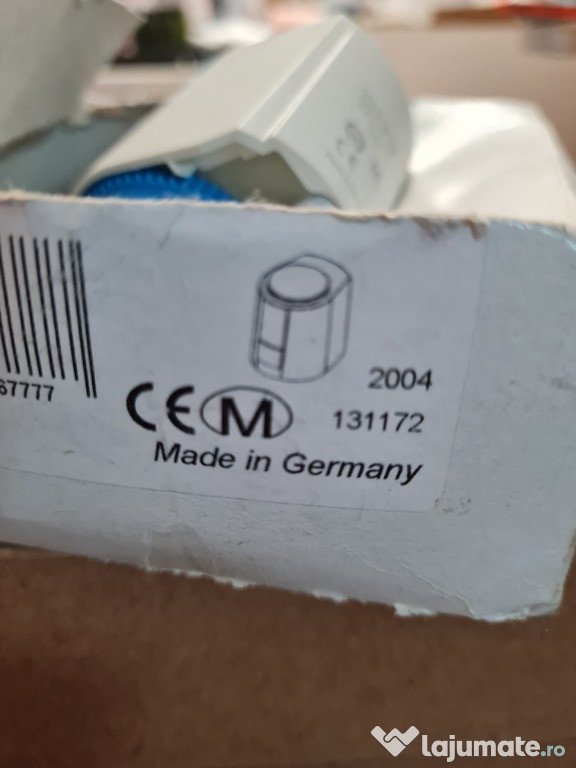 2004
67777
CE M 131172
Made in Germany
lajumate.ro